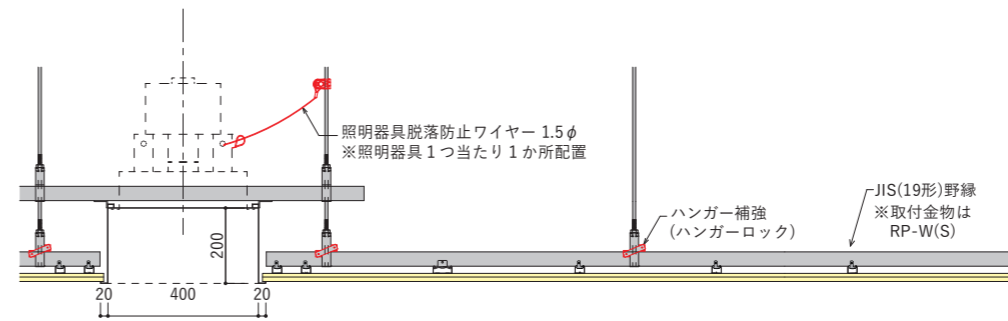 照明器具脱落防止ワイヤー 1.5φ
※照明器具1つ当たり1か所配置
JIS(19形)野縁
※取付金物は
RP-W(S)
ハンガー補強
(ハンガーロック)
200
20 400 20